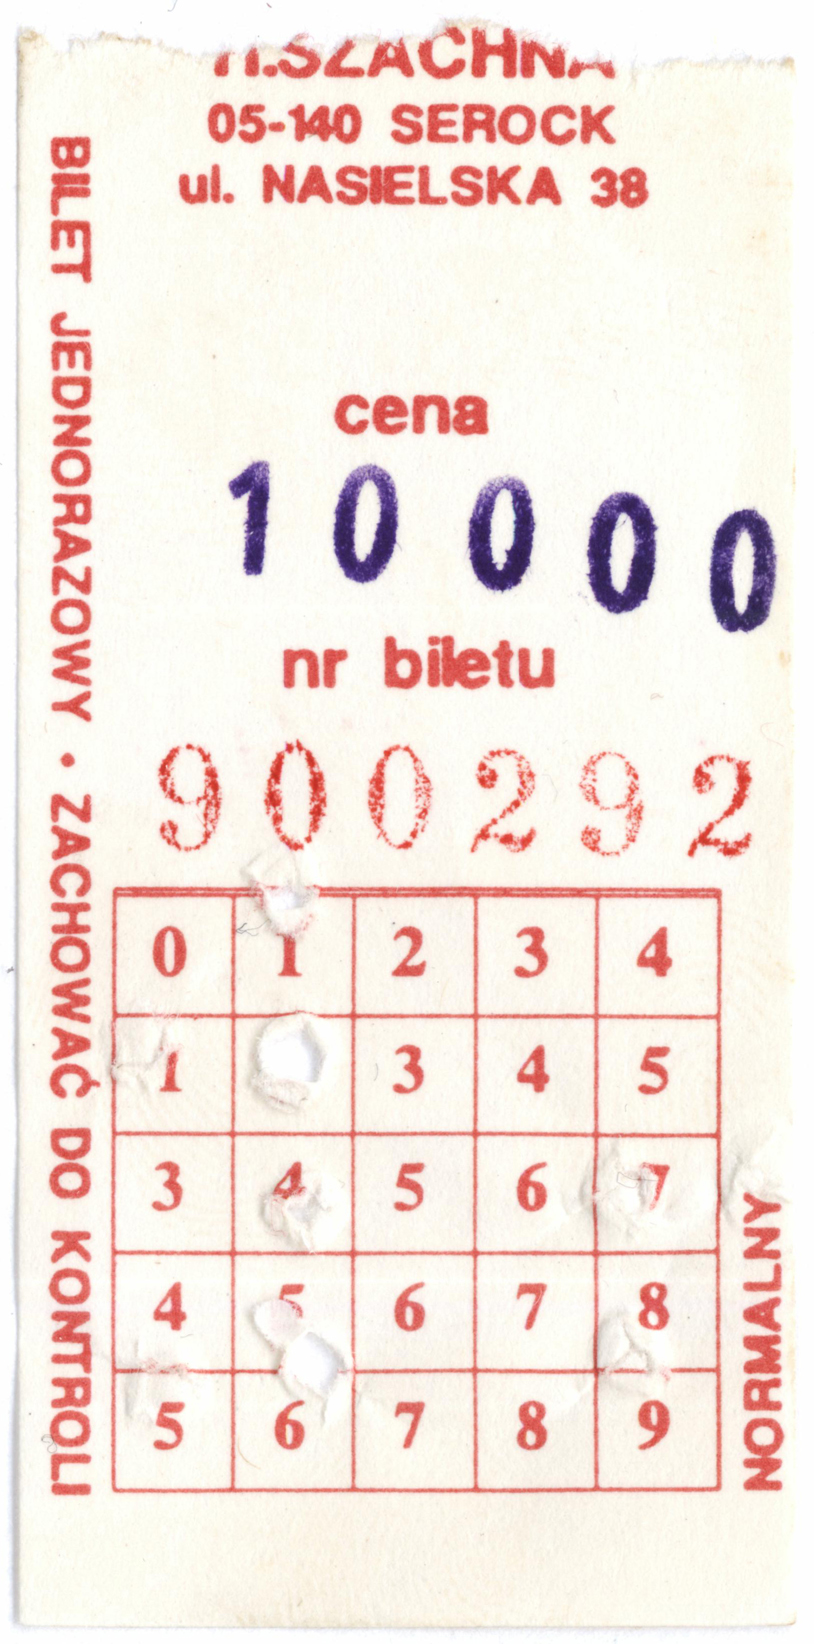 H.SZACHNA
05-140 SEROCK
ul. NASIELSKA 38
cena
10000
nr biletu
900292
0 1 2 3 4
1 3 4 5
3 4 5 6 7
4 5 6 7 8
5 6 7 8 9
BILET JEDNORAZOWY • ZACHOWAĆ DO KONTROLI
NORMALNY